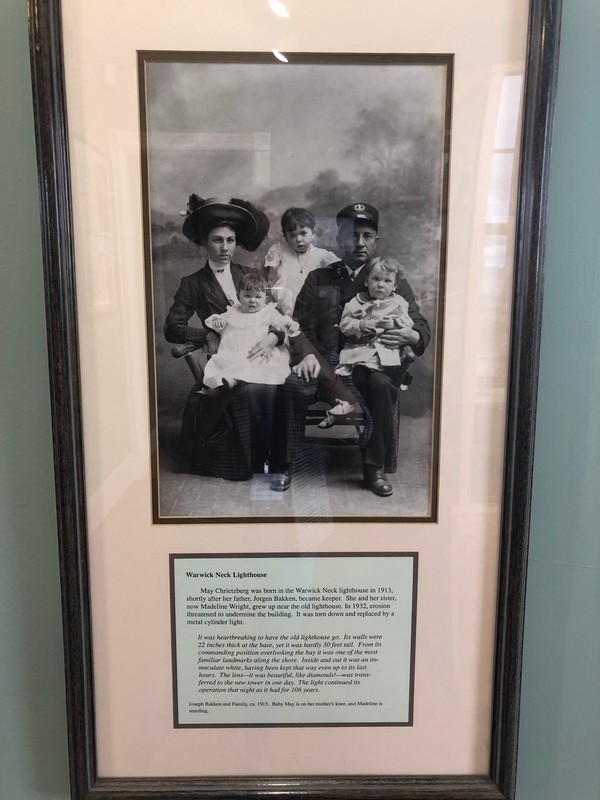 Warwick Neck Lighthouse
May Chrietzberg was born in the Warwick Neck lighthouse in 1913,
shortly after her father, Jorgen Bakken, became keeper. She and her sister,
now Madeline Wright, grew up near the old lighthouse. In 1932, erosion
threatened to undermine the building. It was torn down and replaced by a
metal cylinder light.
It was heartbreaking to have the old lighthouse go. Its walls were
22 inches thick at the base, yet it was hardly 30 feet tall. From its
commanding position overlooking the bay it was one of the most
familiar landmarks along the shore. Inside and out it was an im-
maculate white, having been kept that way even up to its last
hours. The lens—it was beautiful, like diamonds!—was trans-
ferred to the new tower in one day. The light continued its
operation that night as it had for 106 years.
Joseph Bakken and Family, ca. 1915. Baby May is on her mother's knee, and Madeline is
standing.